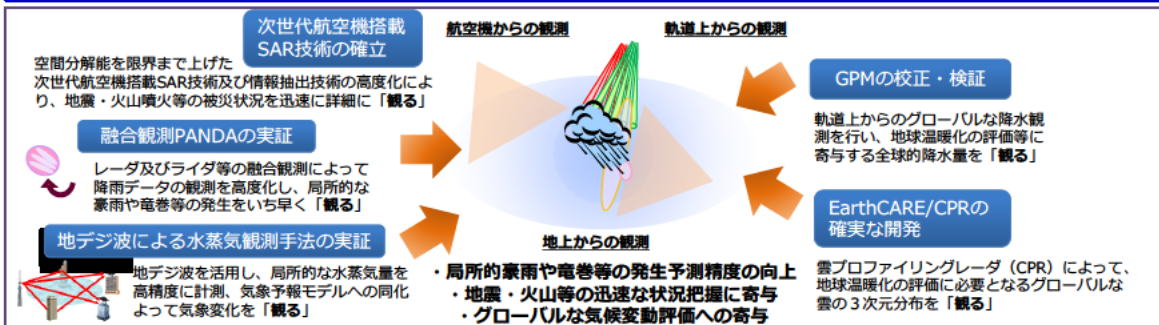 次世代航空機搭載
SAR技術の確立
空間分解能を限界まで上げた
次世代航空機搭載SAR技術及び情報抽出技術の高度化によ
り、地震・火山噴火等の被災状況を迅速に詳細に「観る」
融合観測PANDAの実証
レーダ及びライダ等の融合観測によって
降雨データの観測を高度化し、局所的な
豪雨や竜巻等の発生をいち早く「観る」
地デジ波による水蒸気観測手法の実証
地デジ波を活用し、局所的な水蒸気量を
高精度に計測、気象予報モデルへの同化
よって気象変化を「観る」
航空機からの観測
軌道上からの観測
地上からの観測
・局所的豪雨や竜巻等の発生予測精度の向上
・地震・火山等の迅速な状況把握に寄与
・グローバルな気候変動評価への寄与
GPMの校正・検証
軌道上からのグローバルな降水観
測を行い、地球温暖化の評価等に
寄与する全球的降水量を「観る」
EarthCARE/CPRの
確実な開発
雲プロファイリングレーダ（CPR）によって、
地球温暖化の評価に必要となるグローバルな
雲の３次元分布を「観る」